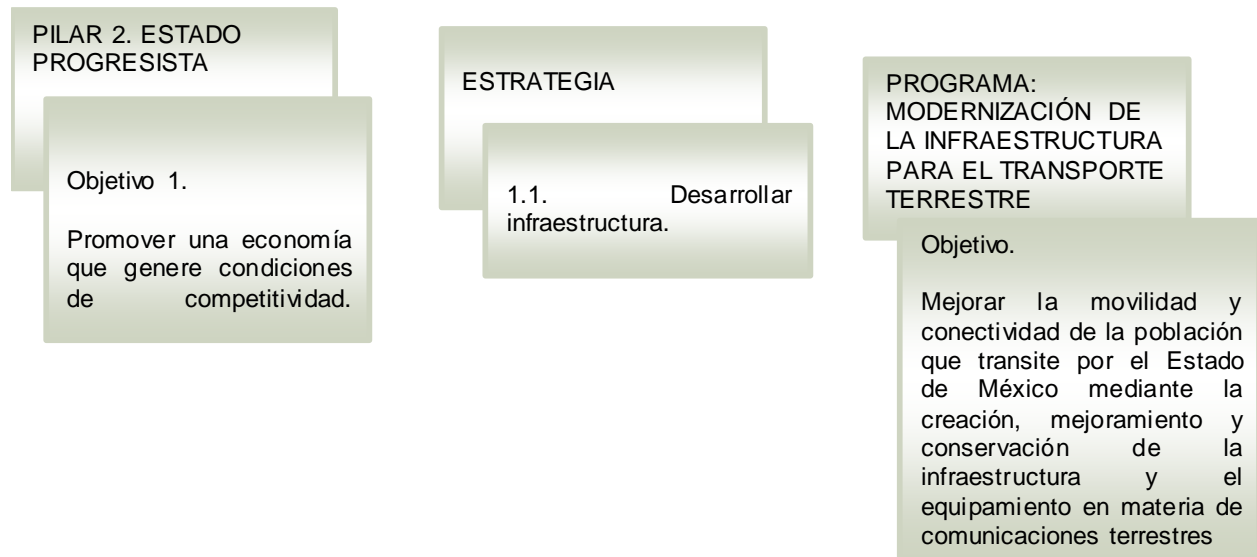 PILAR 2. ESTADO
PROGRESISTA
Objetivo 1.
Promover una economía
que genere condiciones
de competitividad.
ESTRATEGIA
1.1. Desarrollar
infraestructura.
PROGRAMA:
MODERNIZACIÓN DE
LA INFRAESTRUCTURA
PARA EL TRANSPORTE
TERRESTRE
Objetivo.
Mejorar la movilidad y
conectividad de la población
que transite por el Estado
de México mediante la
creación, mejoramiento y
conservación de la
infraestructura y el
equipamiento en materia de
comunicaciones terrestres